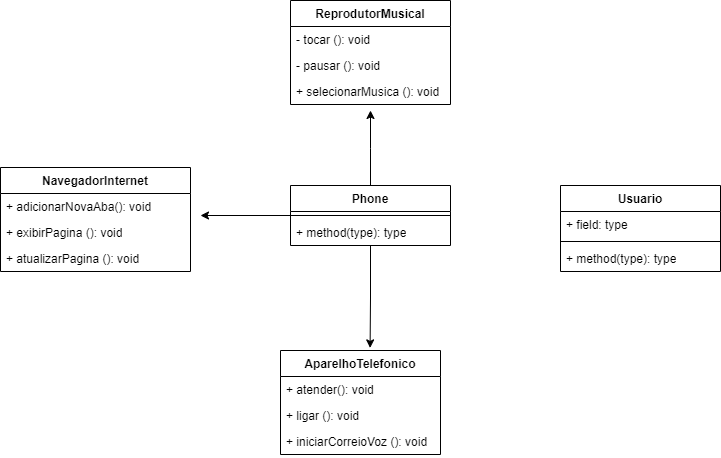 ReprodutorMusical
- tocar (): void
- pausar (): void
+ selecionarMusica (): void
NavegadorInternet
+ adicionarNovaAba(): void
+ exibirPagina (): void
+ atualizarPagina (): void
Phone
+ method(type): type
Usuario
+ field: type
+ method(type): type
AparelhoTelefonico
+ atender(): void
+ ligar (): void
+ iniciarCorreioVoz (): void